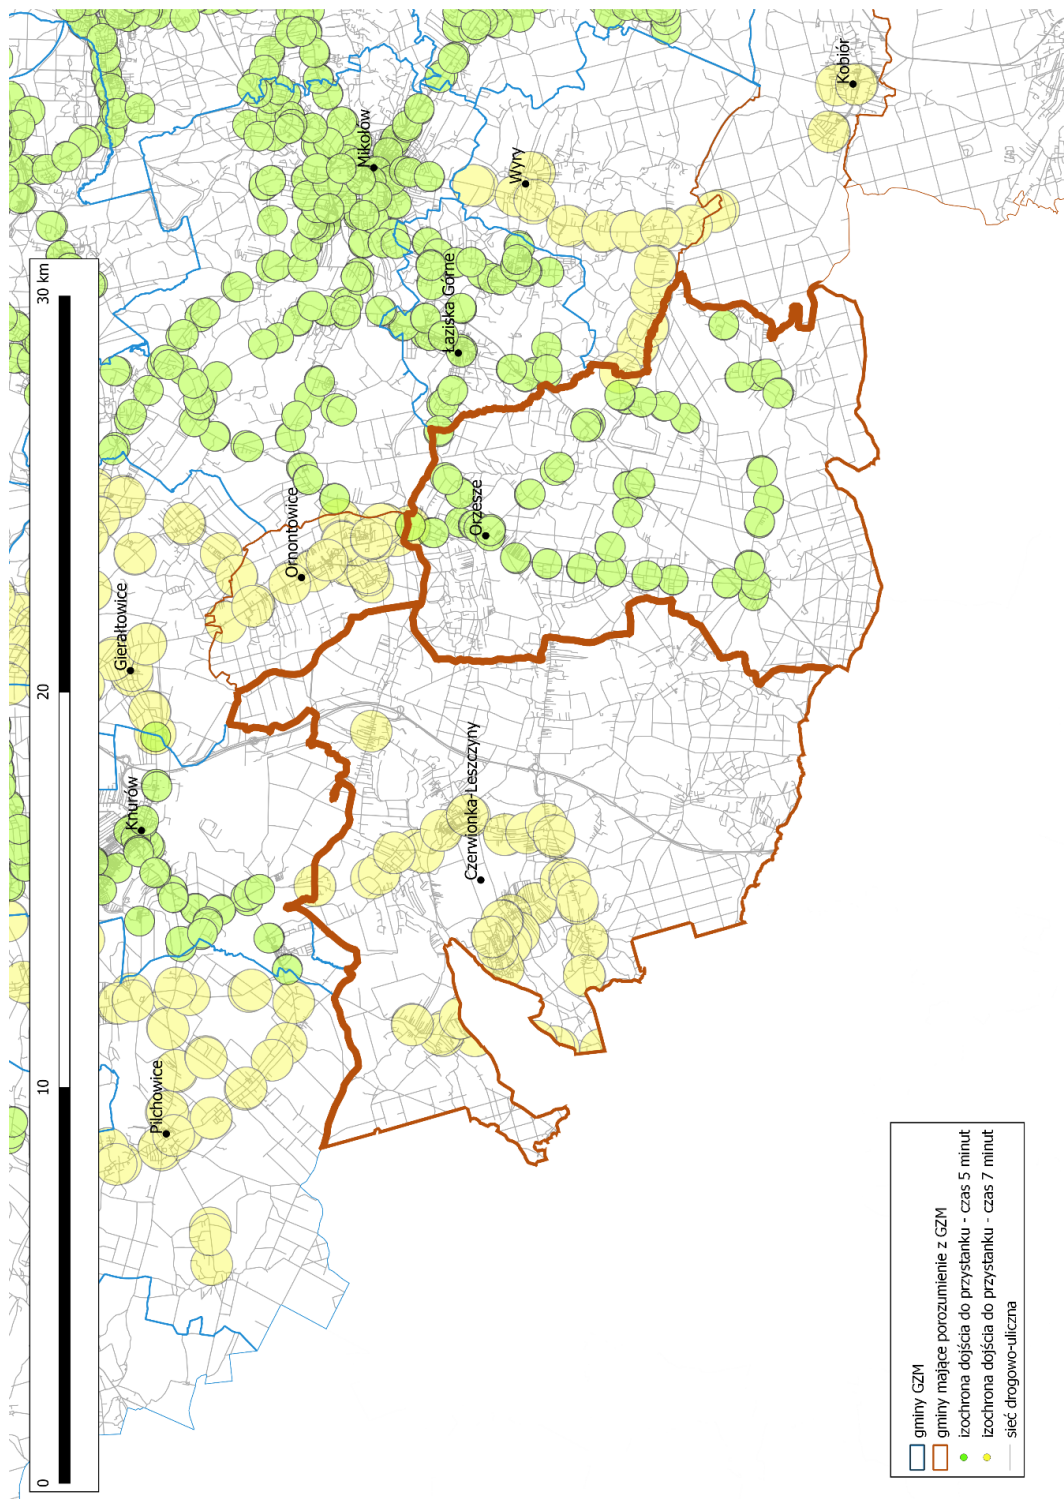 0
10
20
30 km
Pilchowice
Knurów
Gierałtowice
Ornontowice
Mikołów
Łaziska Górne
Wyry
Kobiór
Orzesze
Czerwionka-Leszczyny
gminy GZM
gminy mające porozumienie z GZM
izochrona dojścia do przystanku - czas 5 minut
izochrona dojścia do przystanku - czas 7 minut
sieć drogowo-uliczna